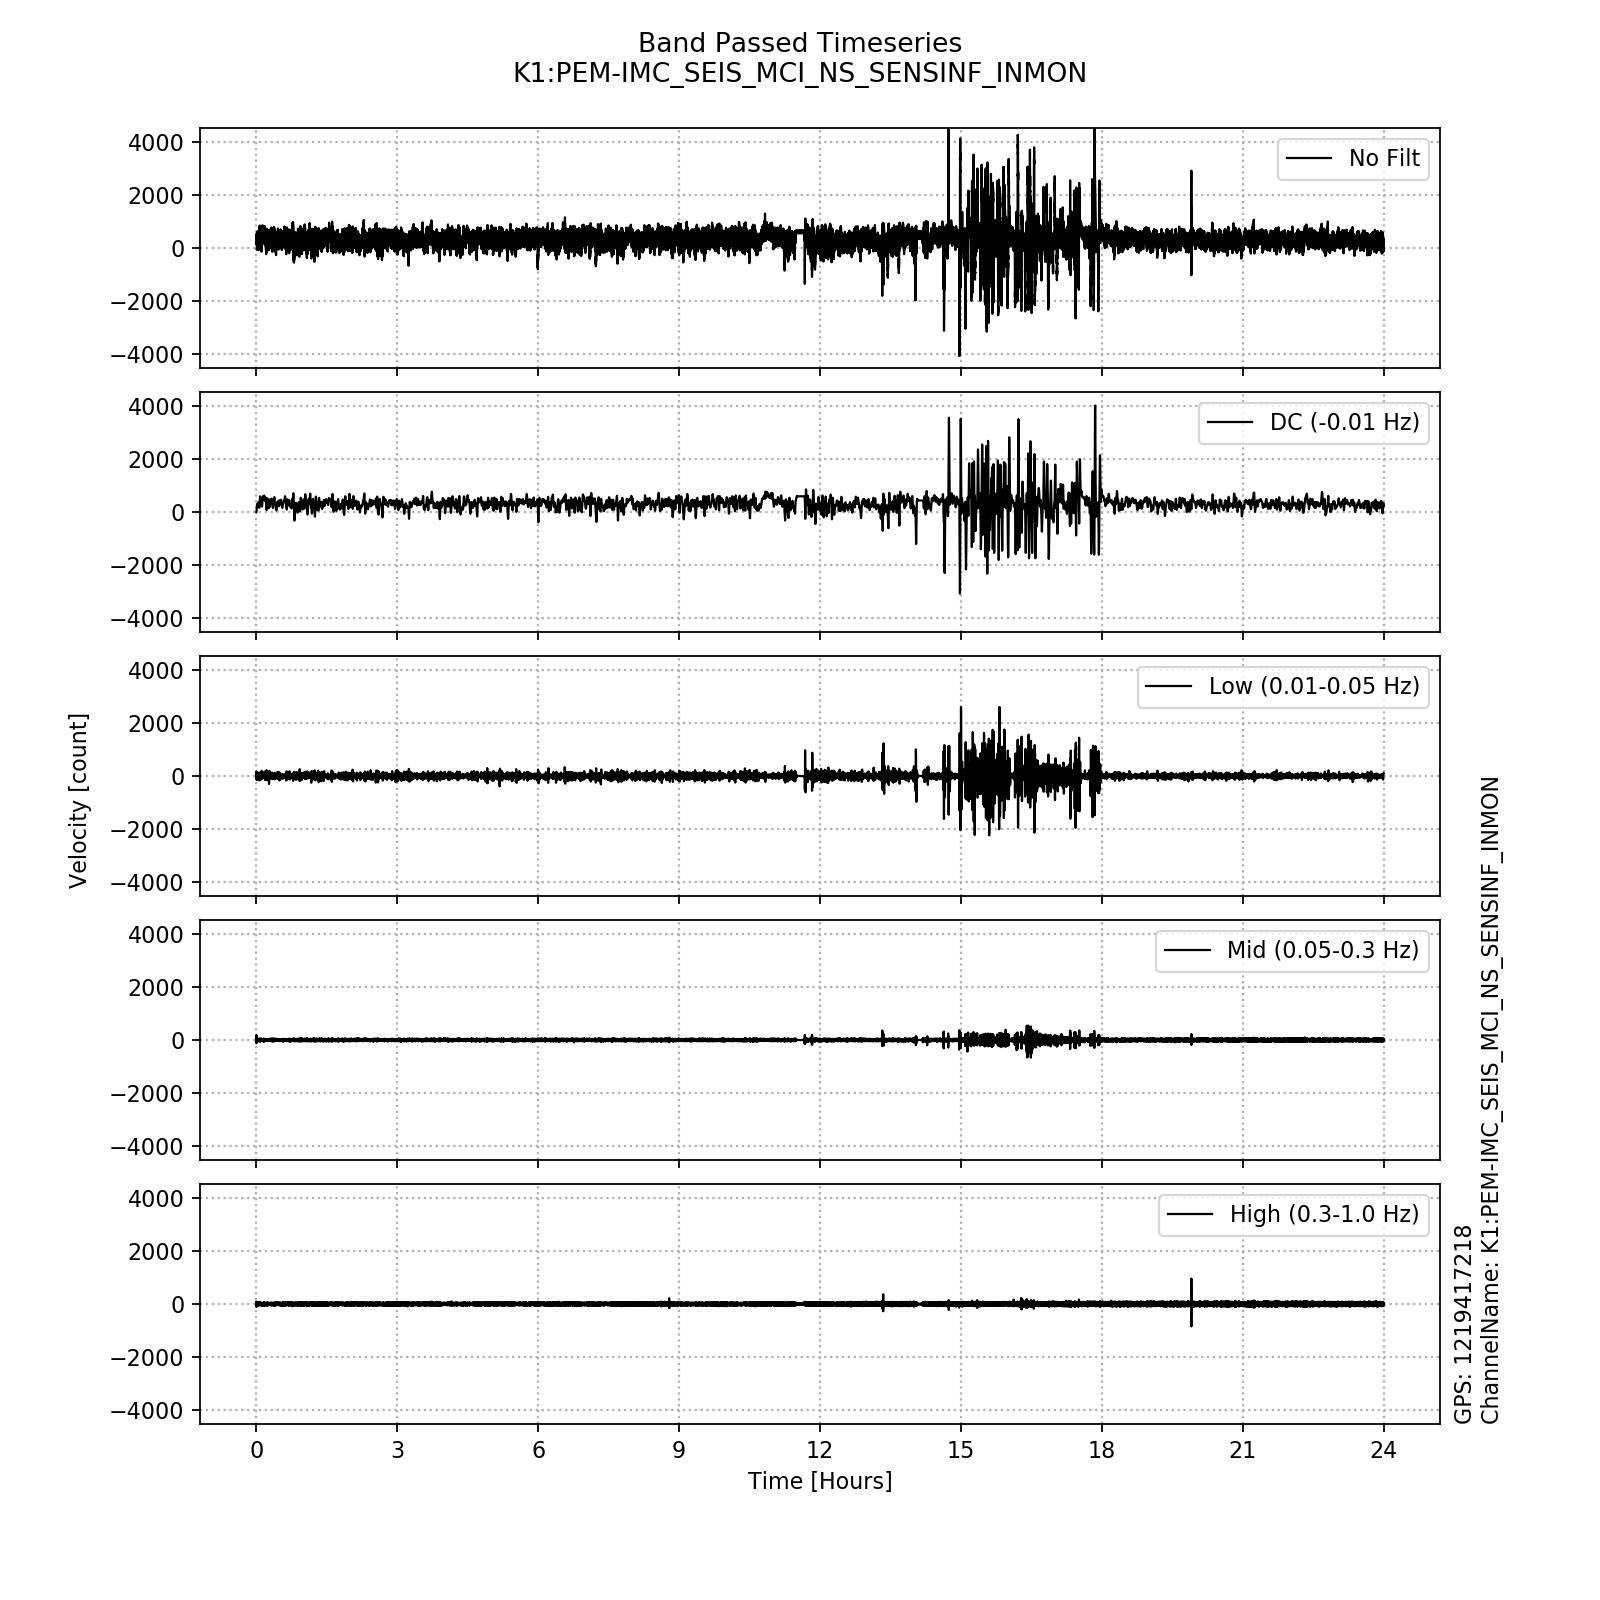 Band Passed Timeseries
K1:PEM-IMC_SEIS_MCI_NS_SENSINF_INMON
4000
2000
0
−2000
−4000
No Filt
4000
2000
0
−2000
−4000
DC (-0.01 Hz)
4000
2000
0
−2000
−4000
Low (0.01-0.05 Hz)
Velocity [count]
4000
2000
0
−2000
−4000
Mid (0.05-0.3 Hz)
4000
2000
0
−2000
−4000
High (0.3-1.0 Hz)
0 3 6 9 12 15 18 21 24
Time [Hours]
GPS: 1219417218
ChannelName: K1:PEM-IMC_SEIS_MCI_NS_SENSINF_INMON